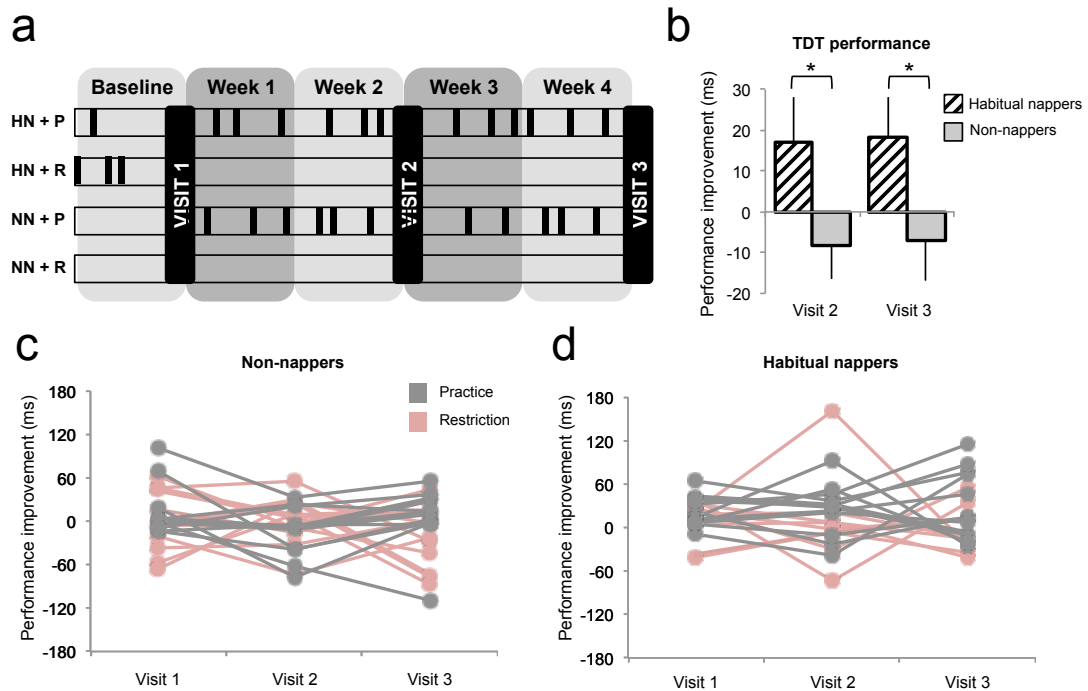 a
Baseline Week 1 Week 2 Week 3 Week 4
HN + P
HN + R
NN + P
NN + R
VISIT 1
VISIT 2
VISIT 3
b
TDT performance
* *
Performance improvement (ms)
30
20
10
0
-10
-20
Visit 2 Visit 3
Habitual nappers
Non-nappers
c
Non-nappers
Practice
Restriction
Performance improvement (ms)
180
120
60
0
-60
-120
-180
Visit 1 Visit 2 Visit 3
d
Habitual nappers
Performance improvement (ms)
180
120
60
0
-60
-120
-180
Visit 1 Visit 2 Visit 3